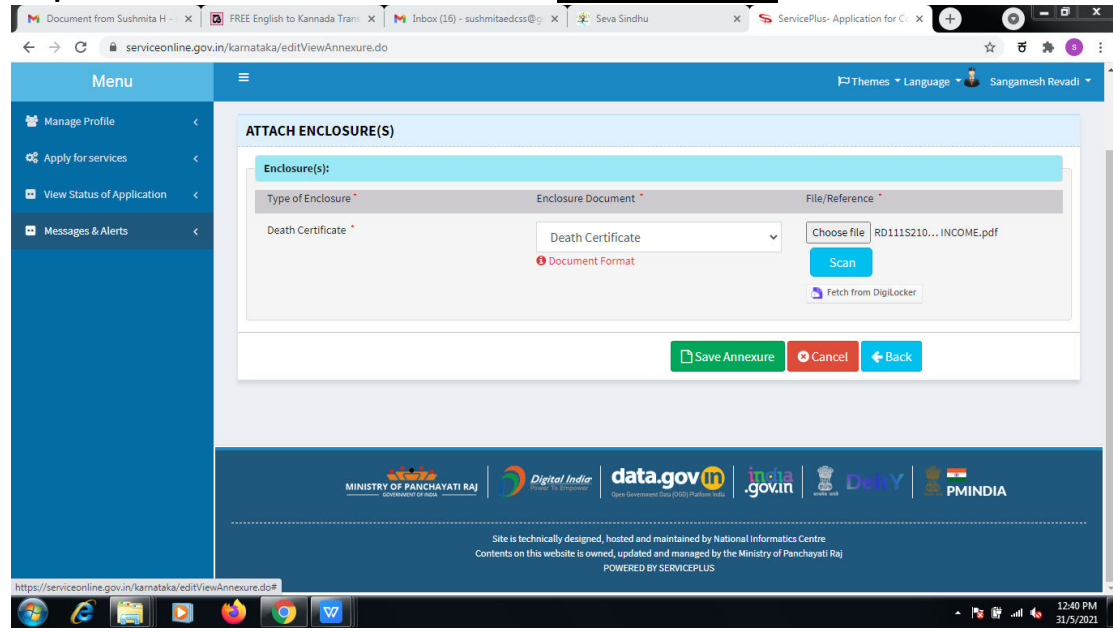 Document from Sushmita H -
FREE English to Kannada Trans
Inbox (16) - sushmitaedcss@g
Seva Sindhu
ServicePlus- Application for Co
serviceonline.gov.in/karnataka/editViewAnnexure.do
ಕ
S
Menu
Themes
Language
Sangamesh Revadi
Manage Profile
Apply for services
View Status of Application
Messages & Alerts
ATTACH ENCLOSURE(S)
Enclosure(s):
Type of Enclosure *
Enclosure Document *
File/Reference *
Death Certificate *
Death Certificate
Choose file RD1115210... INCOME.pdf
Document Format
Scan
Fetch from DigiLocker
Save Annexure
Cancel
Back
MINISTRY OF PANCHAYATI RAJ
GOVERNMENT OF INDIA
Digital India
Power To Empower
data.gov in
Open Government Data (OGD) Platform India
india
.gov.in
DeitY
PMINDIA
Site is technically designed, hosted and maintained by National Informatics Centre
Contents on this website is owned, updated and managed by the Ministry of Panchayati Raj
POWERED BY SERVICEPLUS
https://serviceonline.gov.in/karnataka/editViewAnnexure.do#
W
12:40 PM
31/5/2021